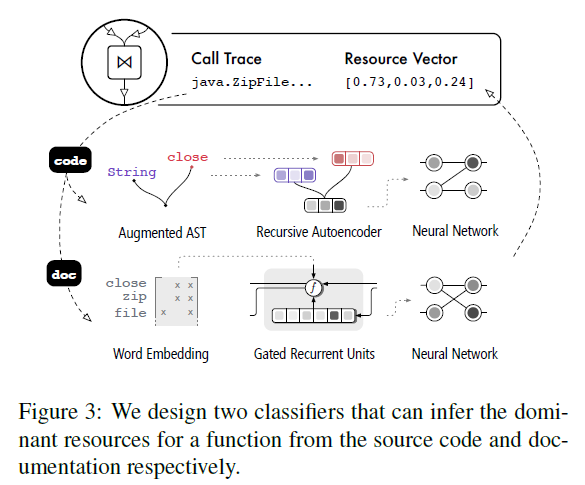 Call Trace
Resource Vector
java.ZipFile...
[0.73,0.03,0.24]
code
String
close
Augmented AST
Recursive Autoencoder
Neural Network
doc
close
zip
file
x x
x x
x x
f
Word Embedding
Gated Recurrent Units
Neural Network
Figure 3: We design two classifiers that can infer the domi-
nant resources for a function from the source code and doc-
umentation respectively.